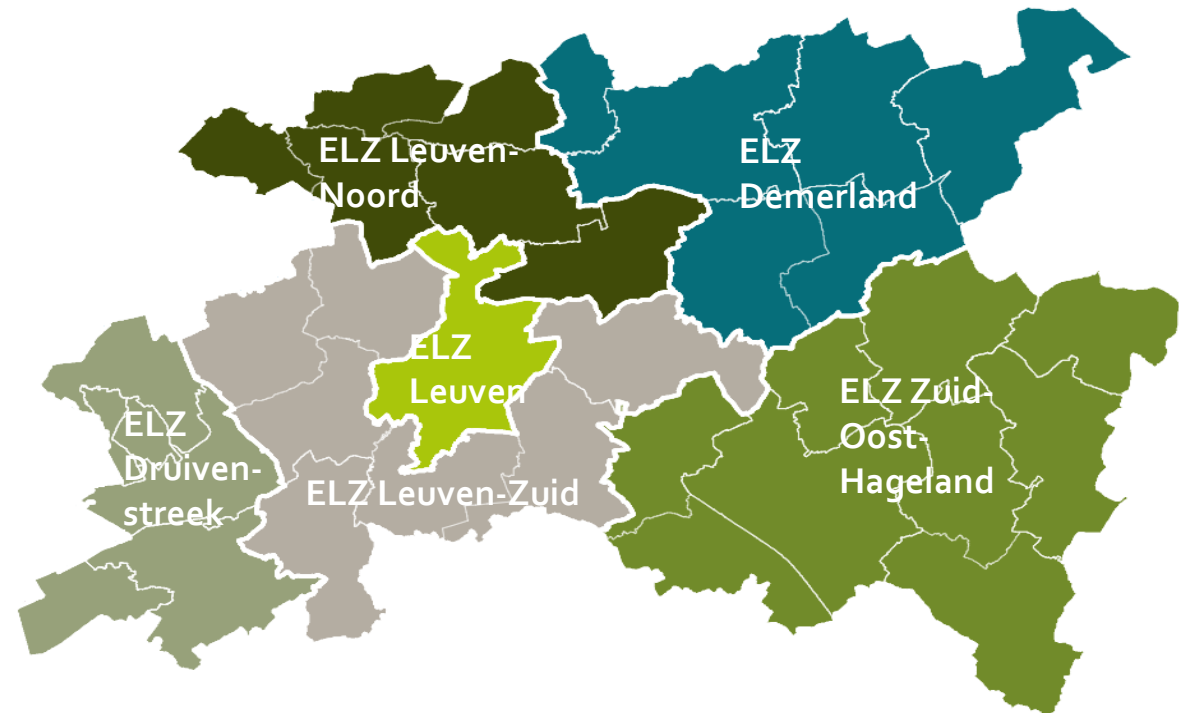 ELZ Leuven-
Noord
ELZ
Demerland
ELZ
Leuven
ELZ Zuid-
Oost-
Hageland
ELZ
Druiven-
streek
ELZ Leuven-Zuid